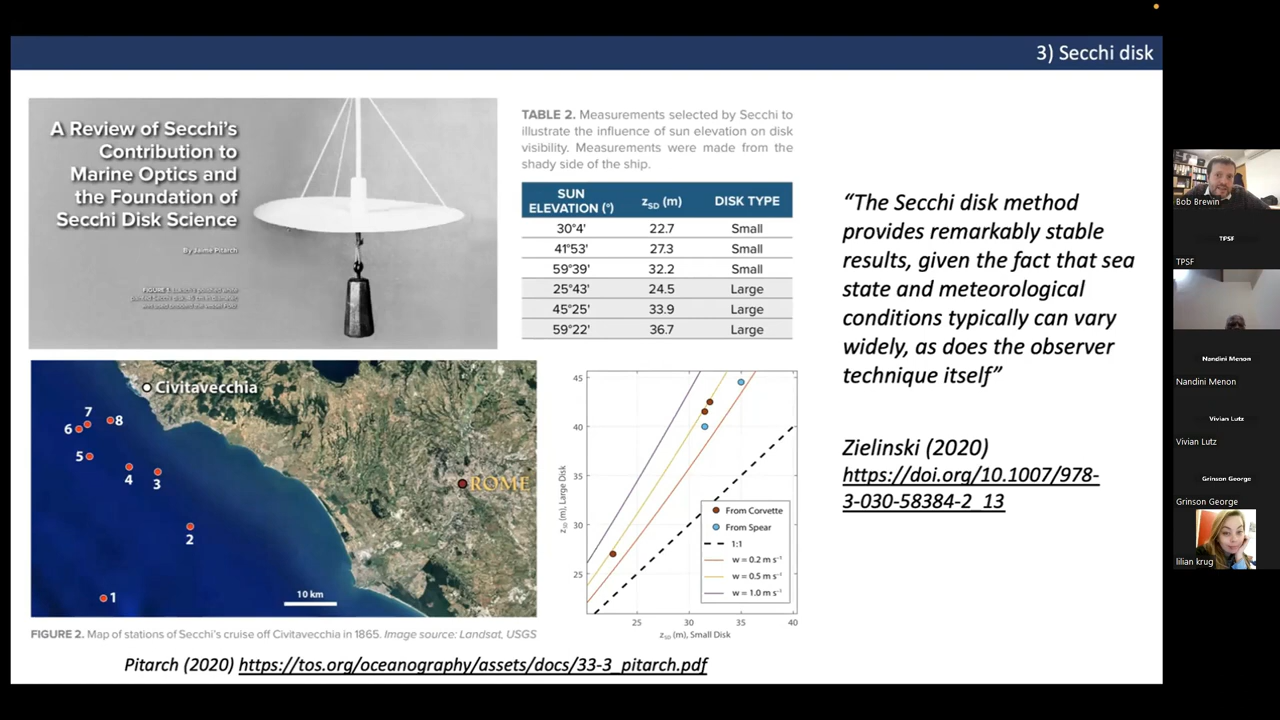 3) Secchi disk
A Review of Secchi's
Contribution to
Marine Optics and
the Foundation of
Secchi Disk Science
By Jaime Pitarch
TABLE 2. Measurements selected by Secchi to
illustrate the influence of sun elevation on disk
visibility. Measurements were made from the
shady side of the ship.
SUN ELEVATION (°) zSD (m) DISK TYPE
30°4' 22.7 Small
41°53' 27.3 Small
59°39' 32.2 Small
25°43' 24.5 Large
45°25' 33.9 Large
59°22' 36.7 Large
“The Secchi disk method
provides remarkably stable
results, given the fact that sea
state and meteorological
conditions typically can vary
widely, as does the observer
technique itself”
Zielinski (2020)
https://doi.org/10.1007/978-
3-030-58384-2_13
Civitavecchia
7
8
6
5
4
3
2
1
ROME
10 km
FIGURE 2. Map of stations of Secchi's cruise off Civitavecchia in 1865. Image source: Landsat, USGS
45
40
35
30
25
zSD (m), Large Disk
From Corvette
From Spear
1:1
w = 0.2 m s⁻¹
w = 0.5 m s⁻¹
w = 1.0 m s⁻¹
25 30 35 40
zSD (m), Small Disk
Pitarch (2020) https://tos.org/oceanography/assets/docs/33-3_pitarch.pdf
Bob Brewin
TPSF
TPSF
Nandini Menon
Nandini Menon
Vivian Lutz
Vivian Lutz
Grinson George
Grinson George
lilian krug